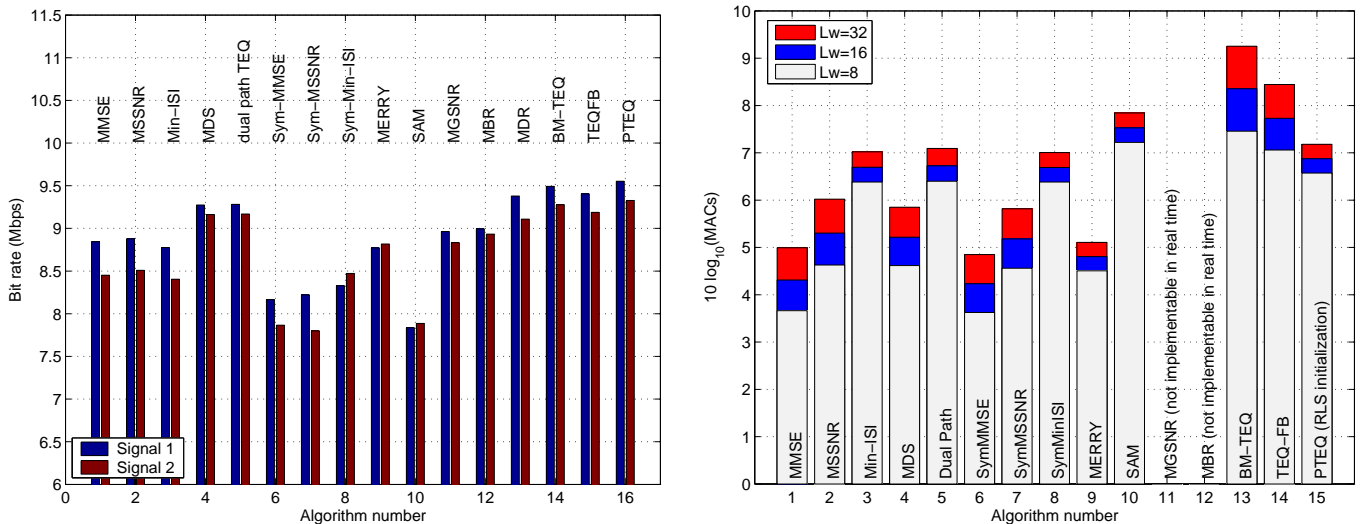 11.5
11
10.5
10
9.5
9
8.5
8
7.5
7
6.5
6
Bit rate (Mbps)
MMSE
MSSNR
Min−ISI
MDS
dual path TEQ
Sym−MMSE
Sym−MSSNR
Sym−Min−ISI
MERRY
SAM
MGSNR
MBR
MDR
BM−TEQ
TEQFB
PTEQ
Signal 1
Signal 2
0 2 4 6 8 10 12 14 16
Algorithm number
10
9
8
7
6
5
4
3
2
1
0
10 log10(MACs)
Lw=32
Lw=16
Lw=8
MMSE
MSSNR
Min−ISI
MDS
Dual Path
SymMMSE
SymMSSNR
SymMinISI
MERRY
SAM
MGSNR (not implementable in real time)
MBR (not implementable in real time)
BM−TEQ
TEQ−FB
PTEQ (RLS initialization)
1 2 3 4 5 6 7 8 9 10 11 12 13 14 15
Algorithm number